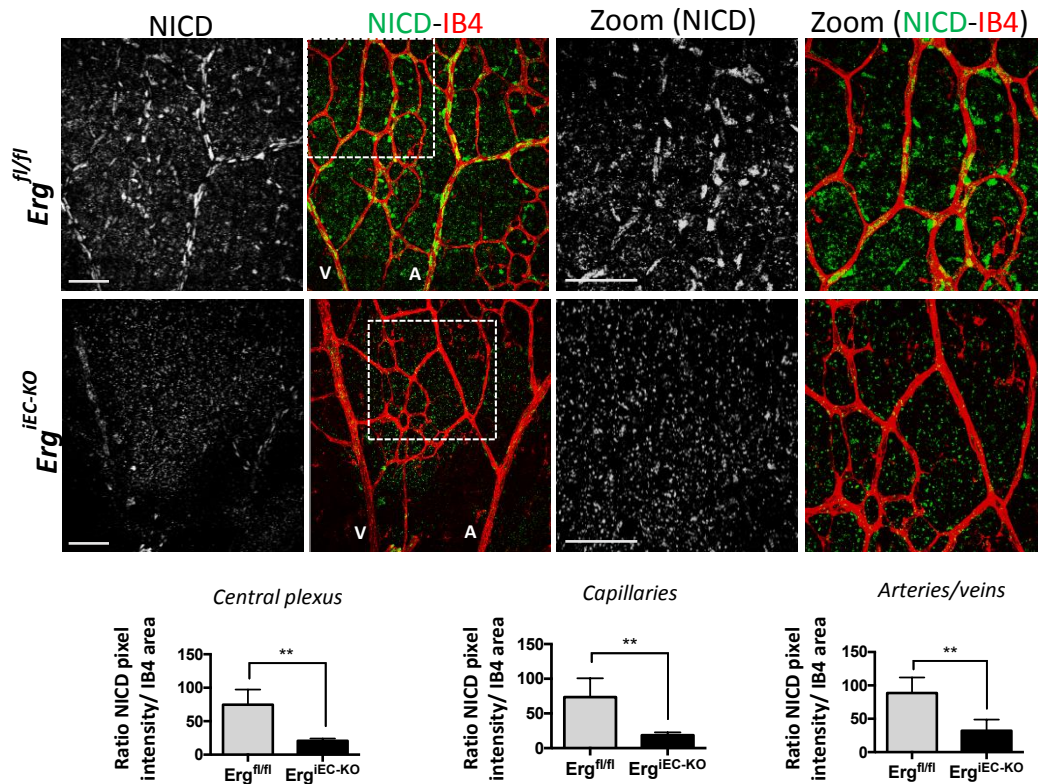 NICD NICD-IB4 Zoom (NICD) Zoom (NICD-IB4)
Erg^fl/fl
V A
Erg^iEC-KO
V A
Central plexus
Ratio NICD pixel
intensity/ IB4 area
150
100
50
0
**
Erg^fl/fl Erg^iEC-KO
Capillaries
Ratio NICD pixel
intensity/ IB4 area
150
100
50
0
**
Erg^fl/fl Erg^iEC-KO
Arteries/veins
Ratio NICD pixel
intensity/ IB4 area
150
100
50
0
**
Erg^fl/fl Erg^iEC-KO